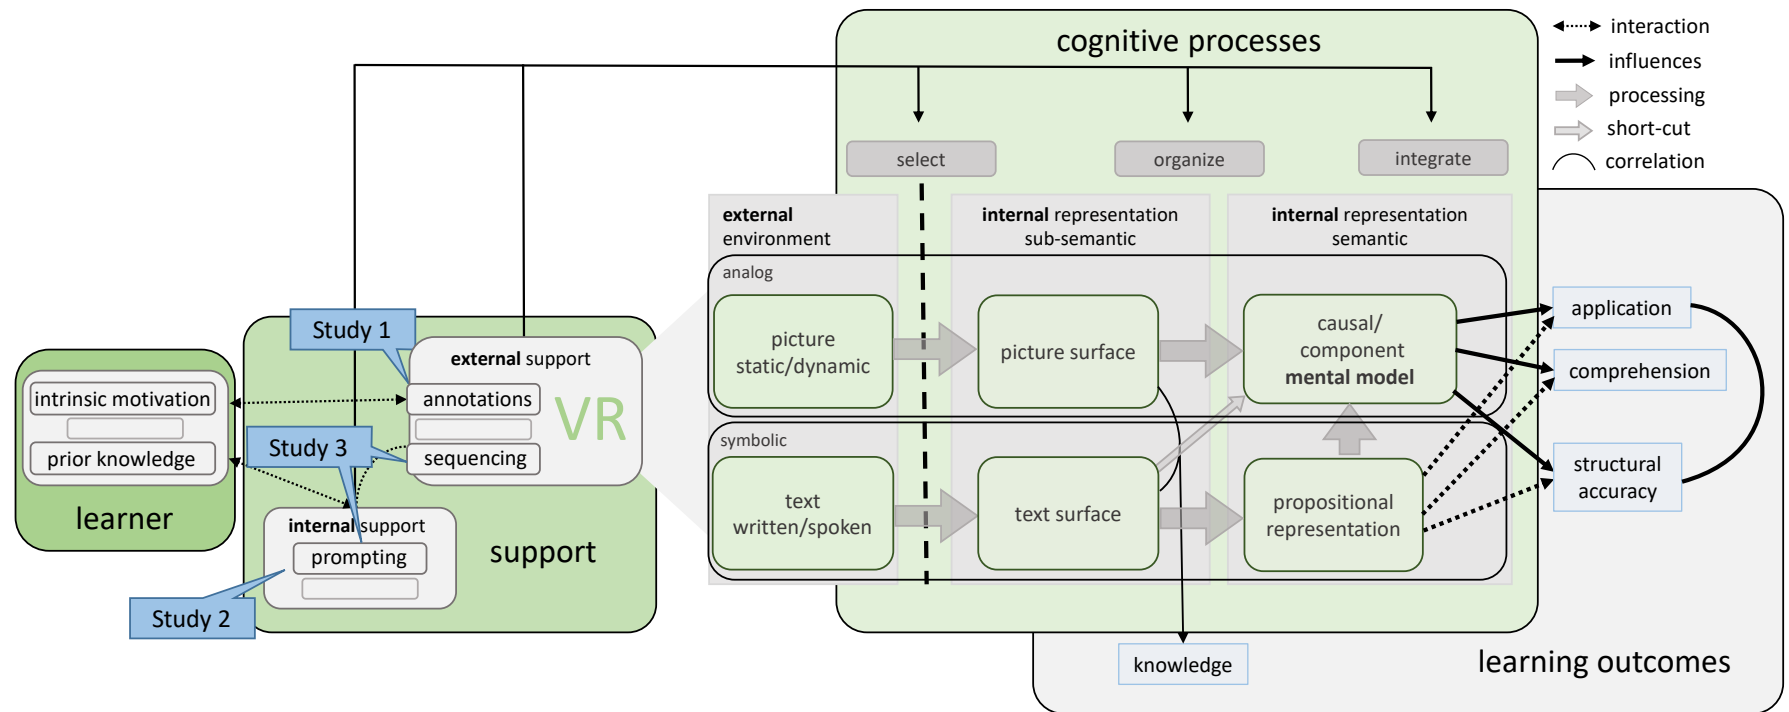 cognitive processes
interaction
influences
processing
short-cut
correlation
select
organize
integrate
external
environment
internal representation
sub-semantic
internal representation
semantic
analog
picture
static/dynamic
picture surface
causal/
component
mental model
symbolic
text
written/spoken
text surface
propositional
representation
application
comprehension
structural
accuracy
knowledge
learning outcomes
Study 1
external support
annotations
VR
sequencing
intrinsic motivation
prior knowledge
learner
Study 3
internal support
prompting
support
Study 2